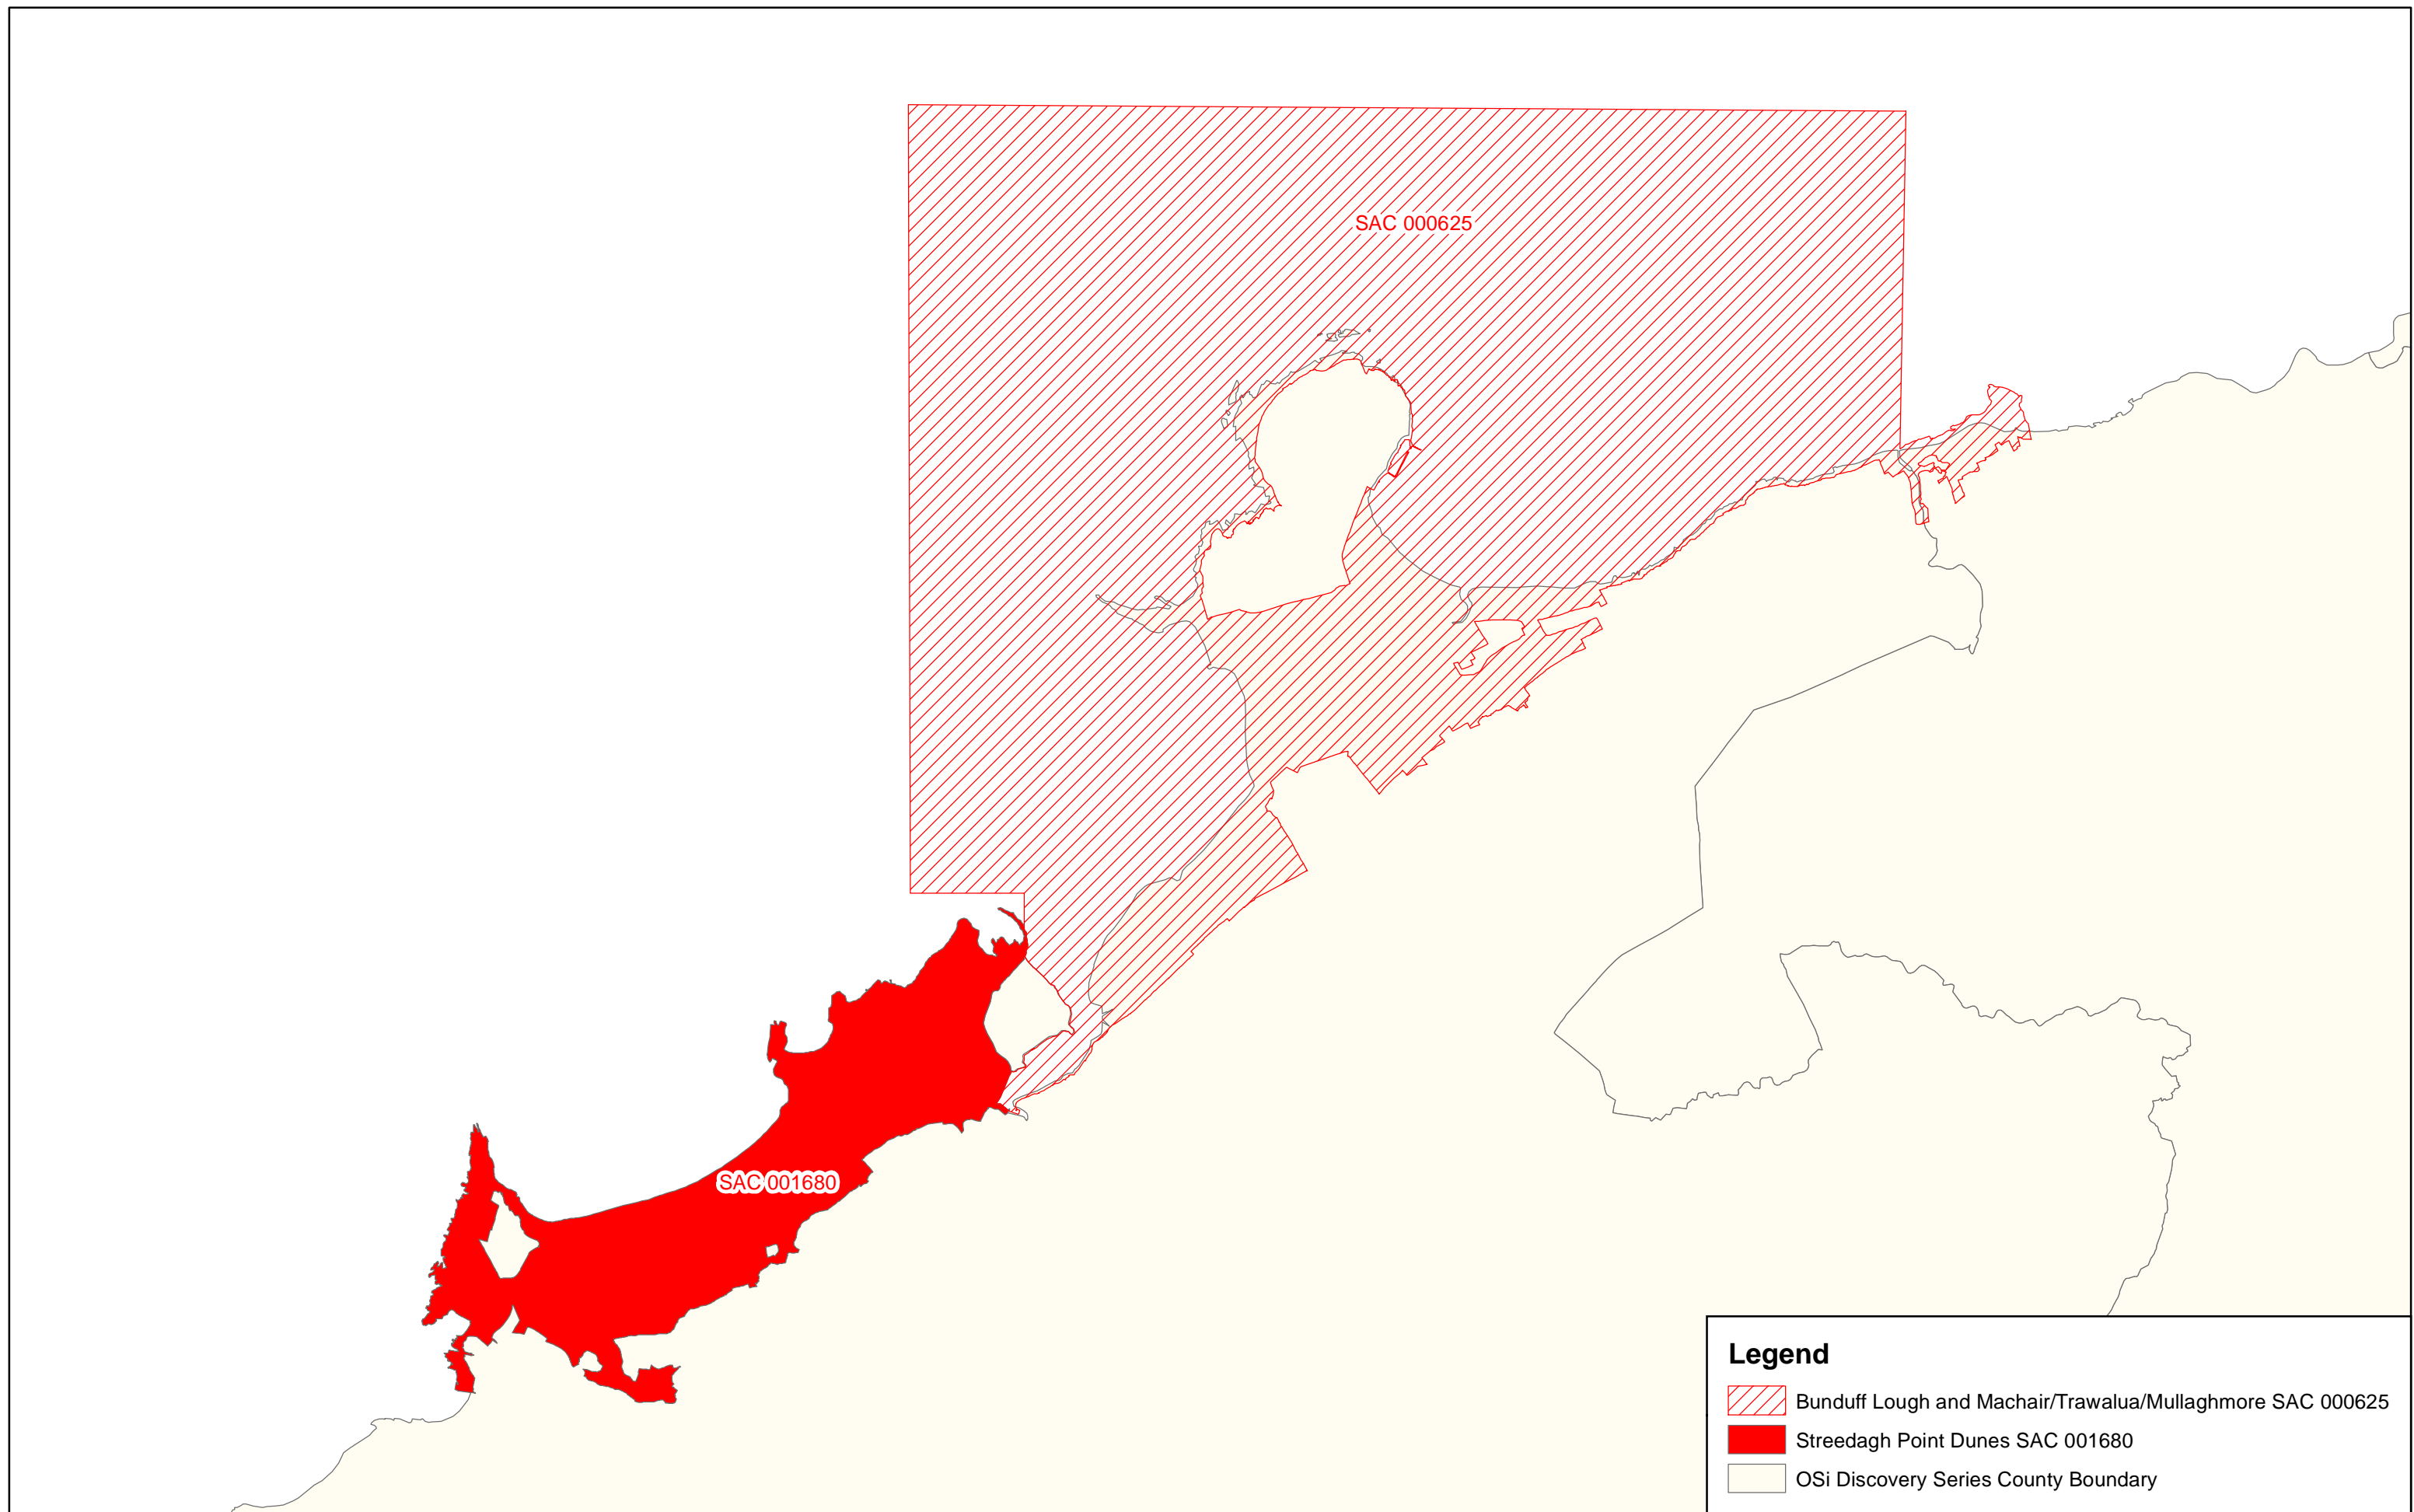 SAC 000625
SAC 001680
Legend
Bunduff Lough and Machair/Trawalua/Mullaghmore SAC 000625
Streedagh Point Dunes SAC 001680
OSi Discovery Series County Boundary